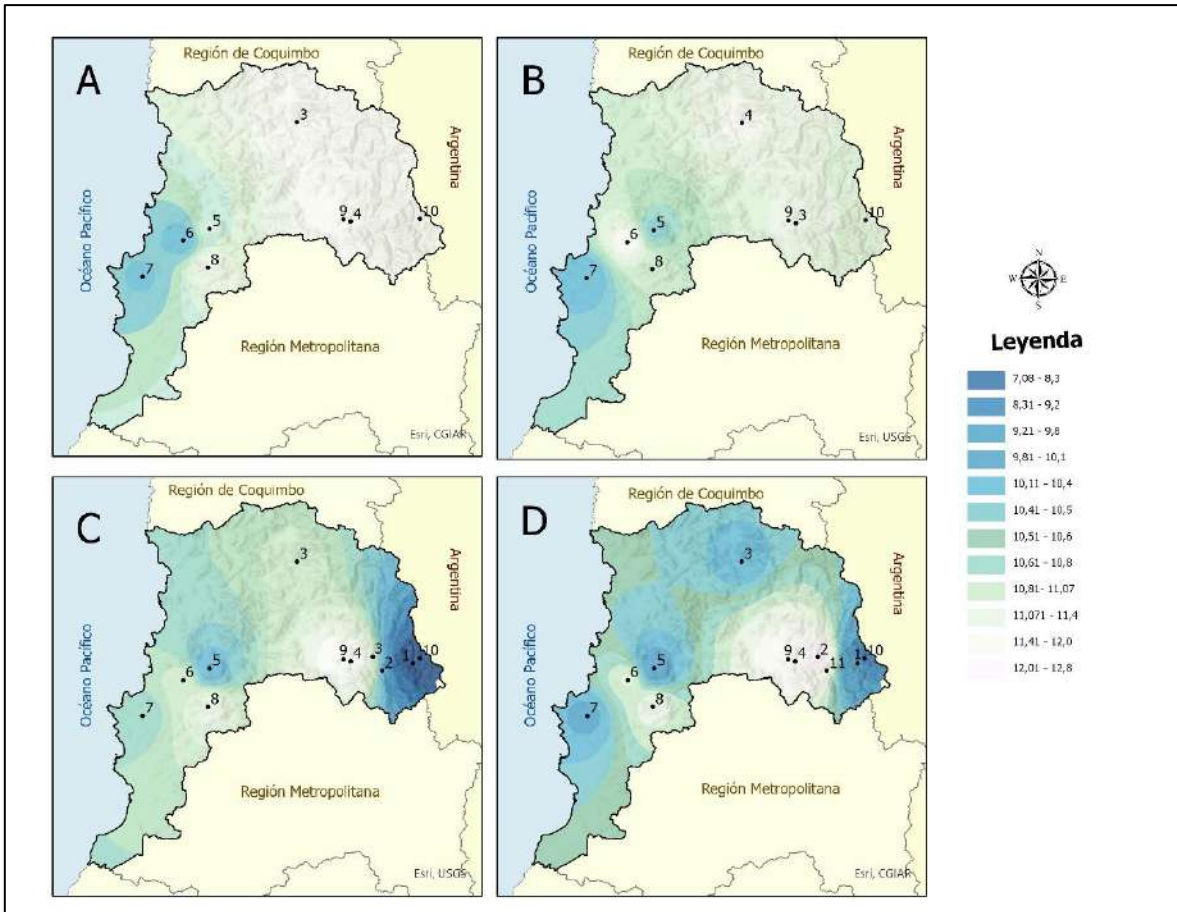 A
Región de Coquimbo
3
Argentina
Océano Pacífico
5
6
9 4
10
7
8
Región Metropolitana
Esri, CGIAR
B
Región de Coquimbo
4
Argentina
Océano Pacífico
5
6
9 3
10
7
8
Región Metropolitana
Esri, USGS
C
Región de Coquimbo
3
Argentina
Océano Pacífico
5
6
9 4
3
2
1 10
7
8
Región Metropolitana
Esri, USGS
D
Región de Coquimbo
3
Argentina
Océano Pacífico
5
6
9 4
2
11
1 10
7
8
Región Metropolitana
Esri, CGIAR
N
W E
S
Leyenda
7,08 - 8,3
8,31 - 9,2
9,21 - 9,8
9,81 - 10,1
10,11 - 10,4
10,41 - 10,5
10,51 - 10,6
10,61 - 10,8
10,81- 11,07
11,071 - 11,4
11,41 - 12,0
12,01 - 12,8